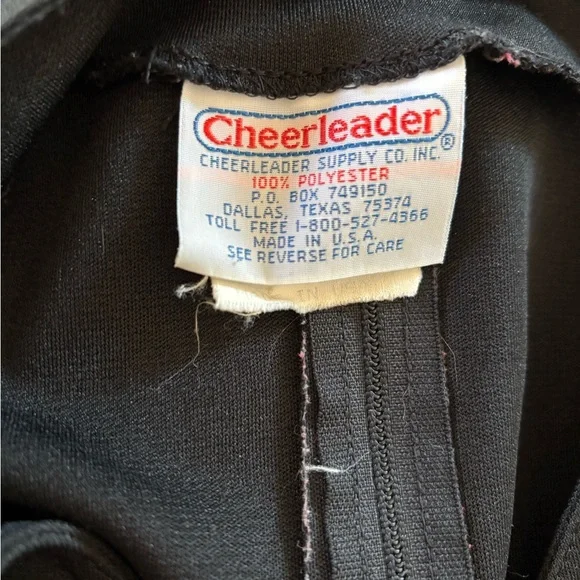 Cheerleader®
CHEERLEADER SUPPLY CO. INC.
100% POLYESTER
P.O. BOX 749150
DALLAS, TEXAS 75374
TOLL FREE 1-800-527-4366
MADE IN U.S.A.
SEE REVERSE FOR CARE
IN